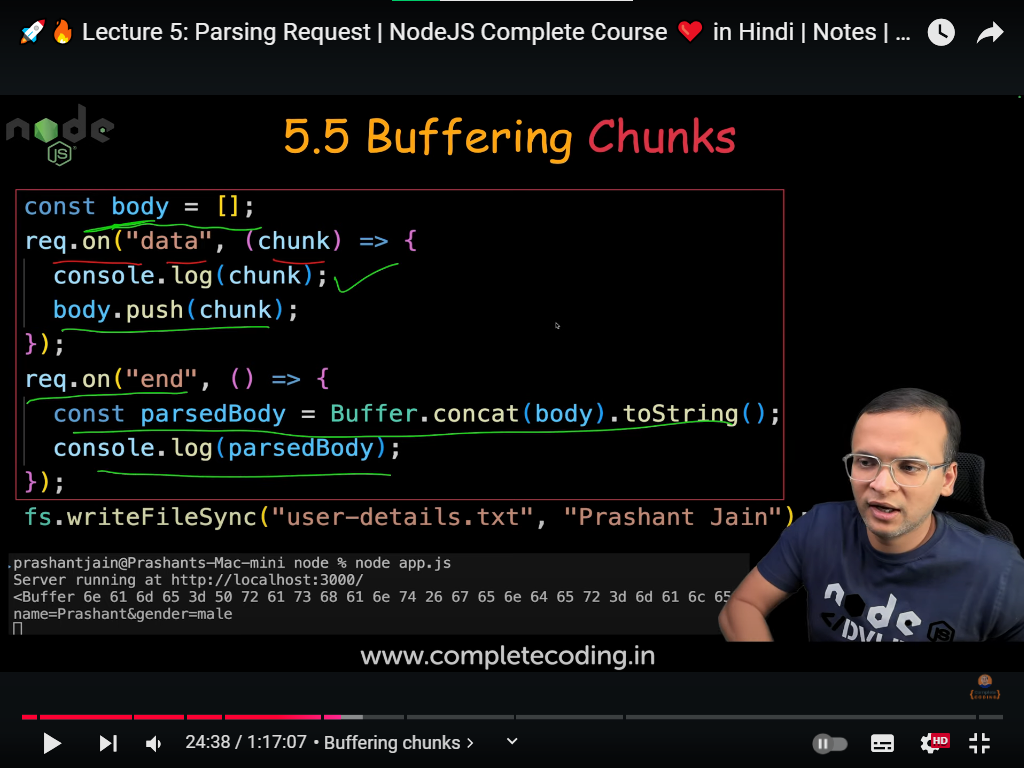 🚀🔥 Lecture 5: Parsing Request | NodeJS Complete Course ❤️ in Hindi | Notes | ...
node
JS
5.5 Buffering Chunks
const body = [];
req.on("data", (chunk) => {
console.log(chunk);
body.push(chunk);
});
req.on("end", () => {
const parsedBody = Buffer.concat(body).toString();
console.log(parsedBody);
});
fs.writeFileSync("user-details.txt", "Prashant Jain");
prashantjain@Prashants-Mac-mini node % node app.js
Server running at http://localhost:3000/
<Buffer 6e 61 6d 65 3d 50 72 61 73 68 61 6e 74 26 67 65 6e 64 65 72 3d 6d 61 6c 65
name=Prashant&gender=male
node
JS
www.completecoding.in
24:38 / 1:17:07 • Buffering chunks >
HD